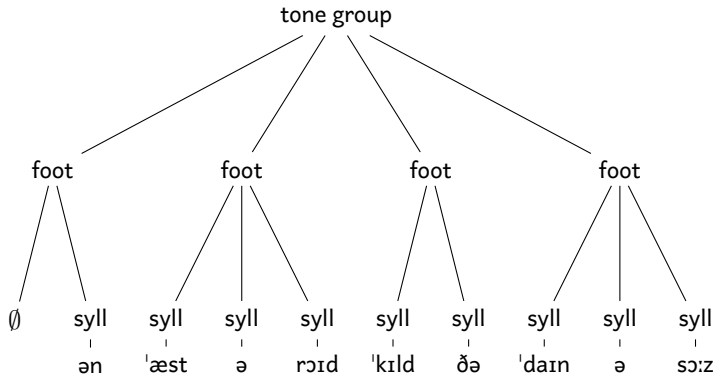 tone group
foot foot foot foot
∅ syll syll syll syll syll syll syll syll syll
ən ˈæst ə rɔɪd ˈkɪld ðə ˈdaɪn ə sɔːz